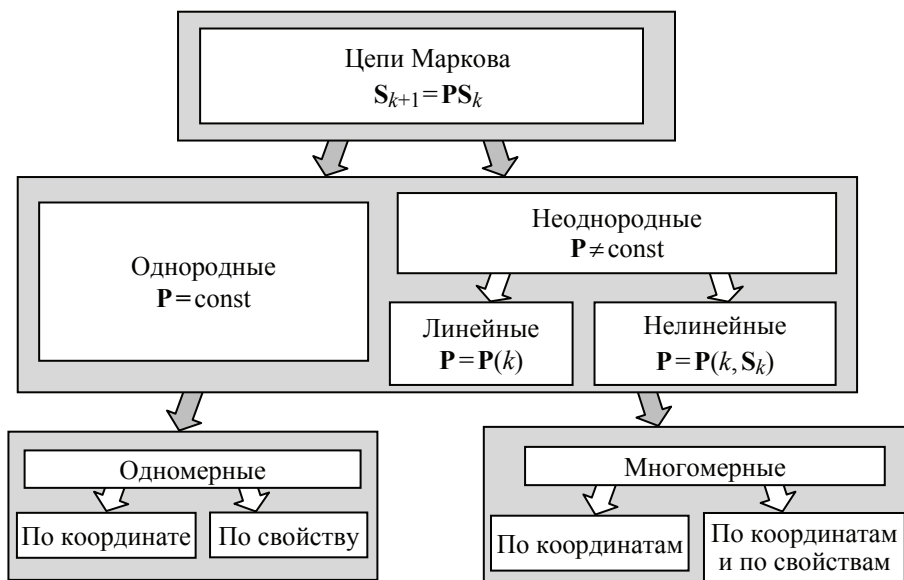 Цепи Маркова
S_{k+1} = PS_k
Однородные
P = const
Неоднородные
P ≠ const
Линейные
P = P(k)
Нелинейные
P = P(k, S_k)
Одномерные
По координате
По свойству
Многомерные
По координатам
По координатам
и по свойствам